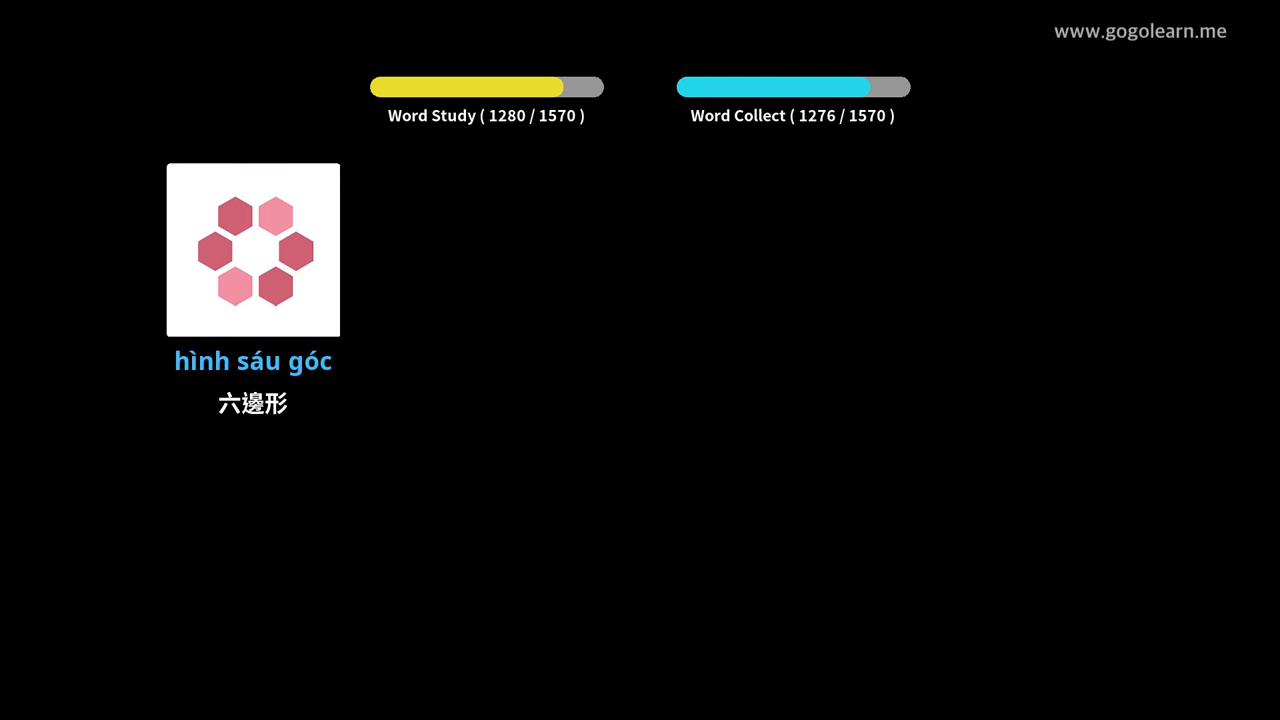 www.gogolearn.me
Word Study ( 1280 / 1570 )
Word Collect ( 1276 / 1570 )
hình sáu góc
六邊形